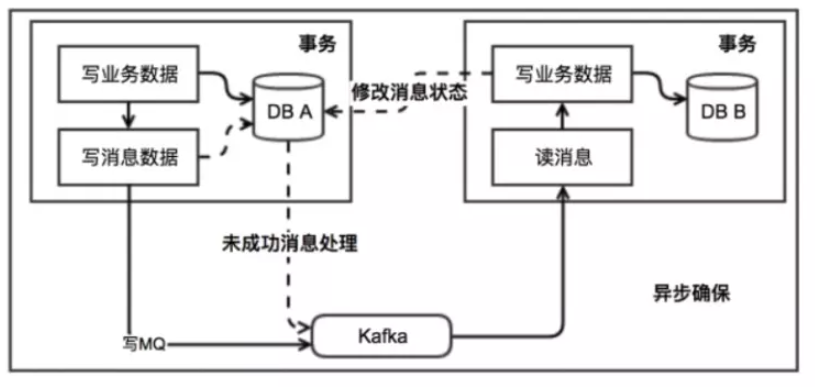 事务
事务
写业务数据
写业务数据
修改消息状态
DB A
DB B
写消息数据
读消息
未成功消息处理
异步确保
写MQ
Kafka